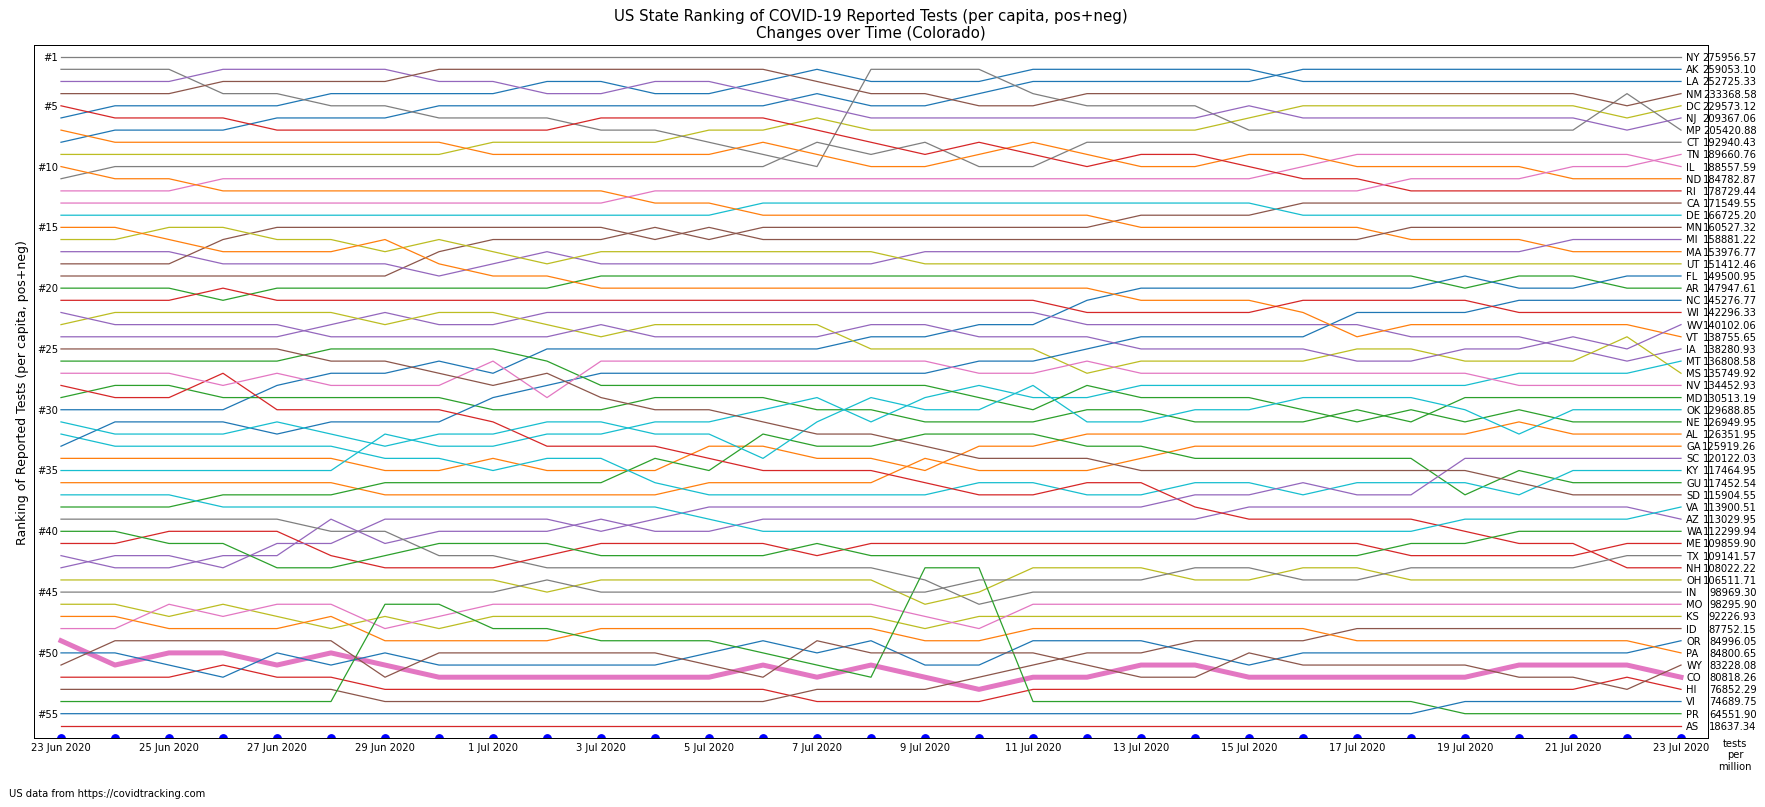 US State Ranking of COVID-19 Reported Tests (per capita, pos+neg)
Changes over Time (Colorado)
Ranking of Reported Tests (per capita, pos+neg)
#1
#5
#10
#15
#20
#25
#30
#35
#40
#45
#50
#55
NY 275956.57
AK 259053.10
LA 252725.33
NM 233368.58
DC 229573.12
NJ 209367.06
MP 205420.88
CT 192940.43
TN 189660.76
IL 188557.59
ND 184782.87
RI 178729.44
CA 171549.55
DE 166725.20
MN 160527.32
MI 158881.22
MA 153976.77
UT 151412.46
FL 149500.95
AR 147947.61
NC 145276.77
WI 142296.33
WV 140102.06
VT 138755.65
IA 138280.93
MT 136808.58
MS 135749.92
NV 134452.93
MD 130513.19
OK 129688.85
NE 126949.95
AL 126351.95
GA 125919.26
SC 120122.03
KY 117464.95
GU 117452.54
SD 115904.55
VA 113900.51
AZ 113029.95
WA 112299.94
ME 109859.90
TX 109141.57
NH 108022.22
OH 106511.71
IN 98969.30
MO 98295.90
KS 92226.93
ID 87752.15
OR 84996.05
PA 84800.65
WY 83228.08
CO 80818.26
HI 76852.29
VI 74689.75
PR 64551.90
AS 18637.34
23 Jun 2020 25 Jun 2020 27 Jun 2020 29 Jun 2020 1 Jul 2020 3 Jul 2020 5 Jul 2020 7 Jul 2020 9 Jul 2020 11 Jul 2020 13 Jul 2020 15 Jul 2020 17 Jul 2020 19 Jul 2020 21 Jul 2020 23 Jul 2020
tests
per
million
US data from https://covidtracking.com